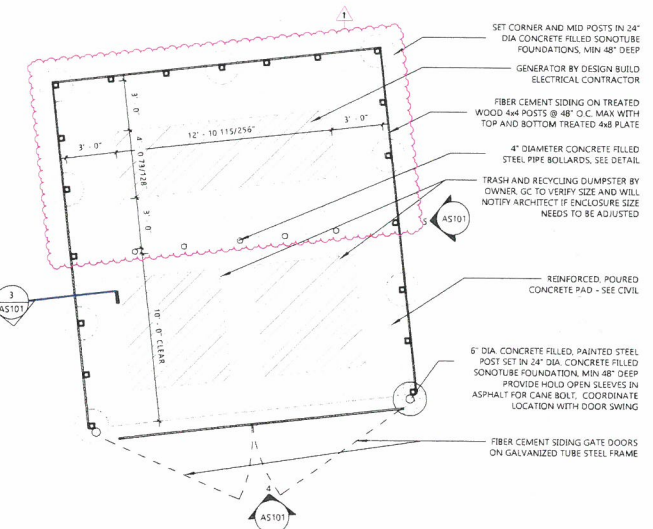 1
SET CORNER AND MID POSTS IN 24"
DIA CONCRETE FILLED SONOTUBE
FOUNDATIONS, MIN 48" DEEP
GENERATOR BY DESIGN BUILD
ELECTRICAL CONTRACTOR
FIBER CEMENT SIDING ON TREATED
WOOD 4x4 POSTS @ 48" O.C. MAX WITH
TOP AND BOTTOM TREATED 4x8 PLATE
4" DIAMETER CONCRETE FILLED
STEEL PIPE BOLLARDS, SEE DETAIL
TRASH AND RECYCLING DUMPSTER BY
OWNER, GC TO VERIFY SIZE AND WILL
NOTIFY ARCHITECT IF ENCLOSURE SIZE
NEEDS TO BE ADJUSTED
5
AS101
REINFORCED, POURED
CONCRETE PAD - SEE CIVIL
6" DIA. CONCRETE FILLED, PAINTED STEEL
POST SET IN 24" DIA. CONCRETE FILLED
SONOTUBE FOUNDATION, MIN 48" DEEP
PROVIDE HOLD OPEN SLEEVES IN
ASPHALT FOR CANE BOLT, COORDINATE
LOCATION WITH DOOR SWING
FIBER CEMENT SIDING GATE DOORS
ON GALVANIZED TUBE STEEL FRAME
3' 0"
3' - 0"
12' - 10 115/256"
3' - 0"
4' 0 73/128"
3' 0"
10' - 0" CLEAR
3
AS101
4
AS101